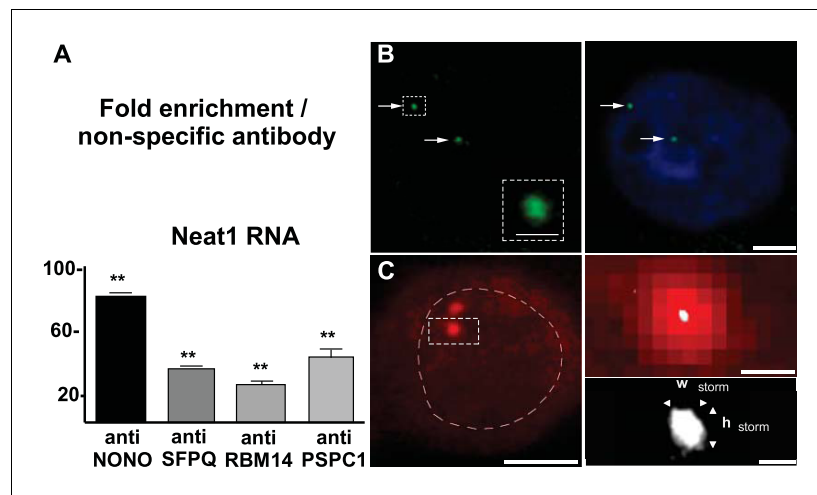 A
Fold enrichment /
non-specific antibody
Neat1 RNA
100-
60-
20-
**
**
**
**
anti
NONO
anti
SFPQ
anti
RBM14
anti
PSPC1
B
C
w storm
h storm